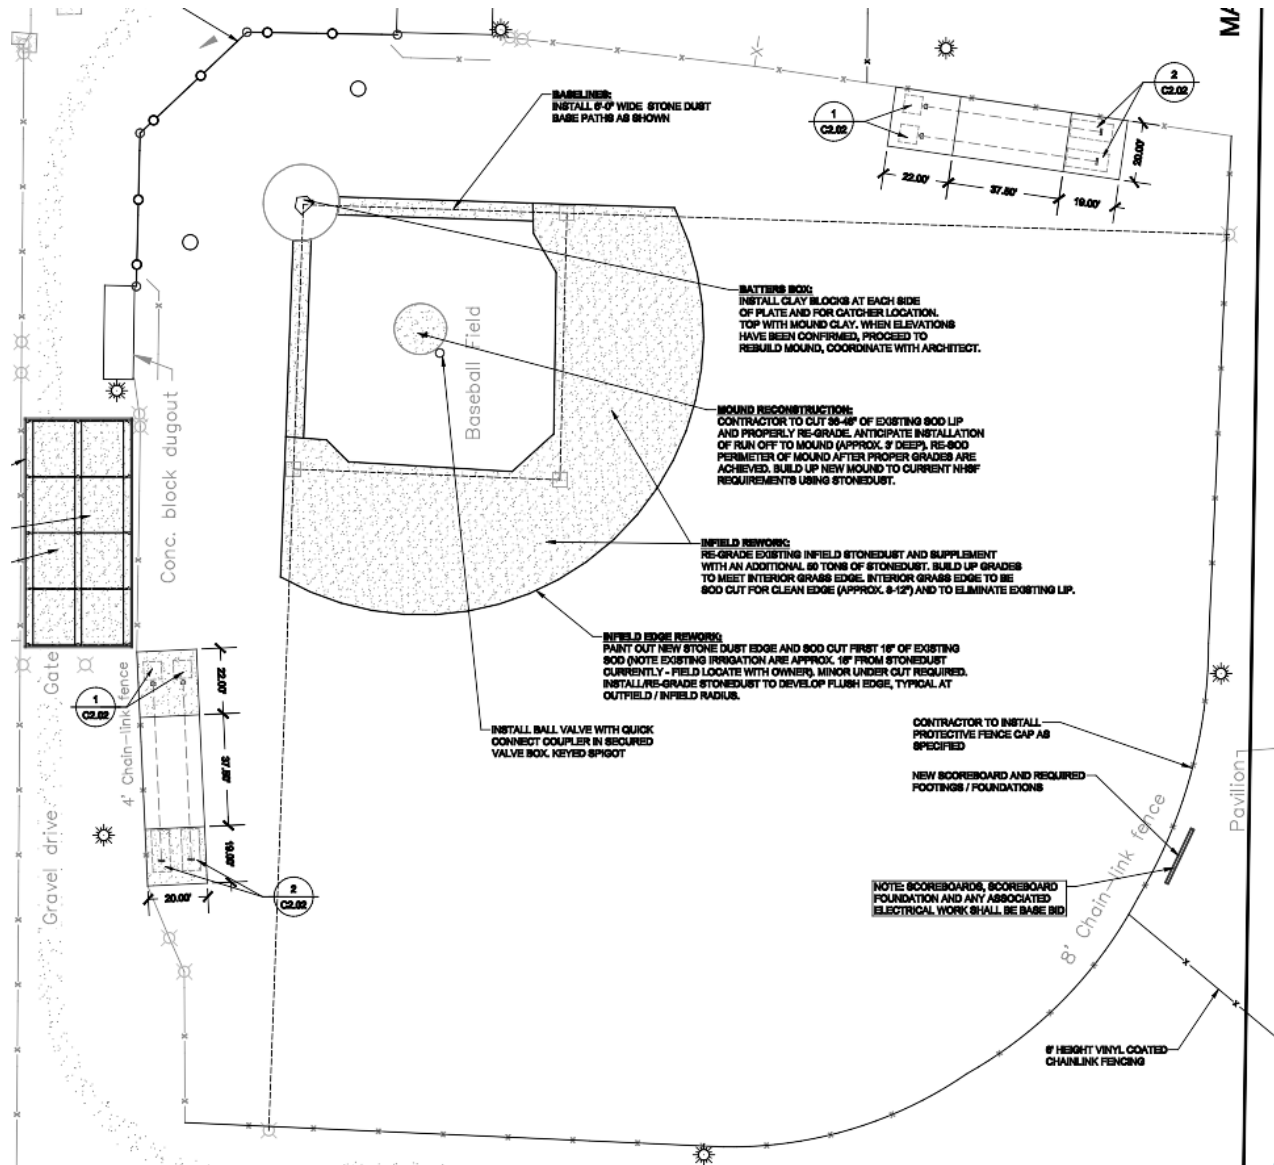 MA
BASELINES:
INSTALL 6'-0" WIDE STONE DUST
BASE PATHS AS SHOWN
1
C2.02
2
C2.02
20.00'
22.00'
37.50'
19.00'
BATTERS BOX:
INSTALL CLAY BLOCKS AT EACH SIDE
OF PLATE AND FOR CATCHER LOCATION.
TOP WITH MOUND CLAY. WHEN ELEVATIONS
HAVE BEEN CONFIRMED, PROCEED TO
REBUILD MOUND, COORDINATE WITH ARCHITECT.
Baseball Field
Conc. block dugout
MOUND RECONSTRUCTION:
CONTRACTOR TO CUT 36-48" OF EXISTING SOD LIP
AND PROPERLY RE-GRADE. ANTICIPATE INSTALLATION
OF RUN OFF TO MOUND (APPROX. 3' DEEP). RE-SOD
PERIMETER OF MOUND AFTER PROPER GRADES ARE
ACHIEVED. BUILD UP NEW MOUND TO CURRENT NHSF
REQUIREMENTS USING STONEDUST.
INFIELD REWORK:
RE-GRADE EXISTING INFIELD STONEDUST AND SUPPLEMENT
WITH AN ADDITIONAL 50 TONS OF STONEDUST. BUILD UP GRADES
TO MEET INTERIOR GRASS EDGE. INTERIOR GRASS EDGE TO BE
SOD CUT FOR CLEAN EDGE (APPROX. 8-12") AND TO ELIMINATE EXISTING LIP.
INFIELD EDGE REWORK:
PAINT OUT NEW STONE DUST EDGE AND SOD CUT FIRST 18" OF EXISTING
SOD (NOTE EXISTING IRRIGATION ARE APPROX. 18" FROM STONEDUST
CURRENTLY - FIELD LOCATE WITH OWNER). MINOR UNDER CUT REQUIRED.
INSTALL/RE-GRADE STONEDUST TO DEVELOP FLUSH EDGE, TYPICAL AT
OUTFIELD / INFIELD RADIUS.
Gate
1
C2.02
22.00'
4' Chain-link fence
37.50'
19.00'
20.00'
2
C2.02
Gravel drive
INSTALL BALL VALVE WITH QUICK
CONNECT COUPLER IN SECURED
VALVE BOX. KEYED SPIGOT
CONTRACTOR TO INSTALL
PROTECTIVE FENCE CAP AS
SPECIFIED
NEW SCOREBOARD AND REQUIRED
FOOTINGS / FOUNDATIONS
Pavilion
8' Chain-link fence
NOTE: SCOREBOARDS, SCOREBOARD
FOUNDATION AND ANY ASSOCIATED
ELECTRICAL WORK SHALL BE BASE BID
6' HEIGHT VINYL COATED
CHAINLINK FENCING